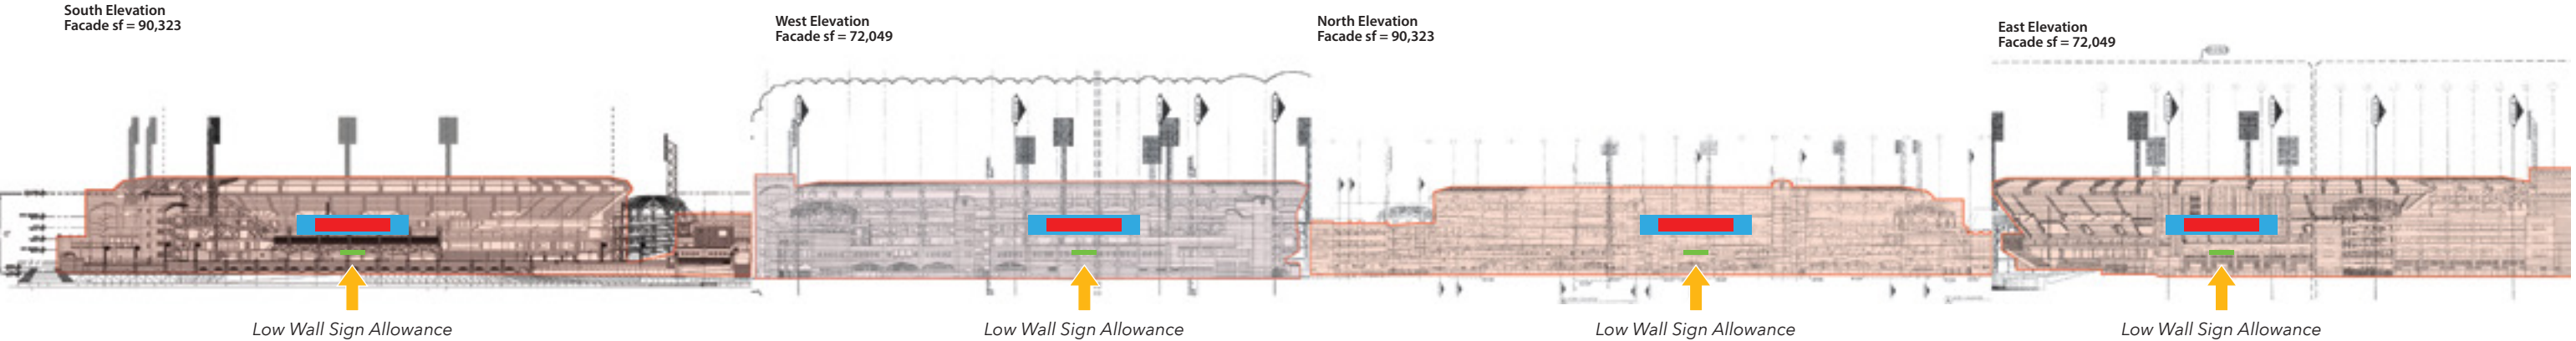 South Elevation
Facade sf = 90,323
West Elevation
Facade sf = 72,049
North Elevation
Facade sf = 90,323
East Elevation
Facade sf = 72,049
Low Wall Sign Allowance
Low Wall Sign Allowance
Low Wall Sign Allowance
Low Wall Sign Allowance